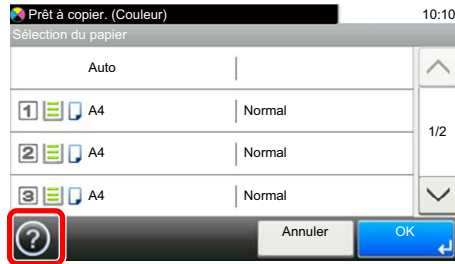 Prêt à copier. (Couleur) 10:10
Sélection du papier
Auto
1 A4 Normal
2 A4 Normal
3 A4 Normal
1/2
? Annuler OK